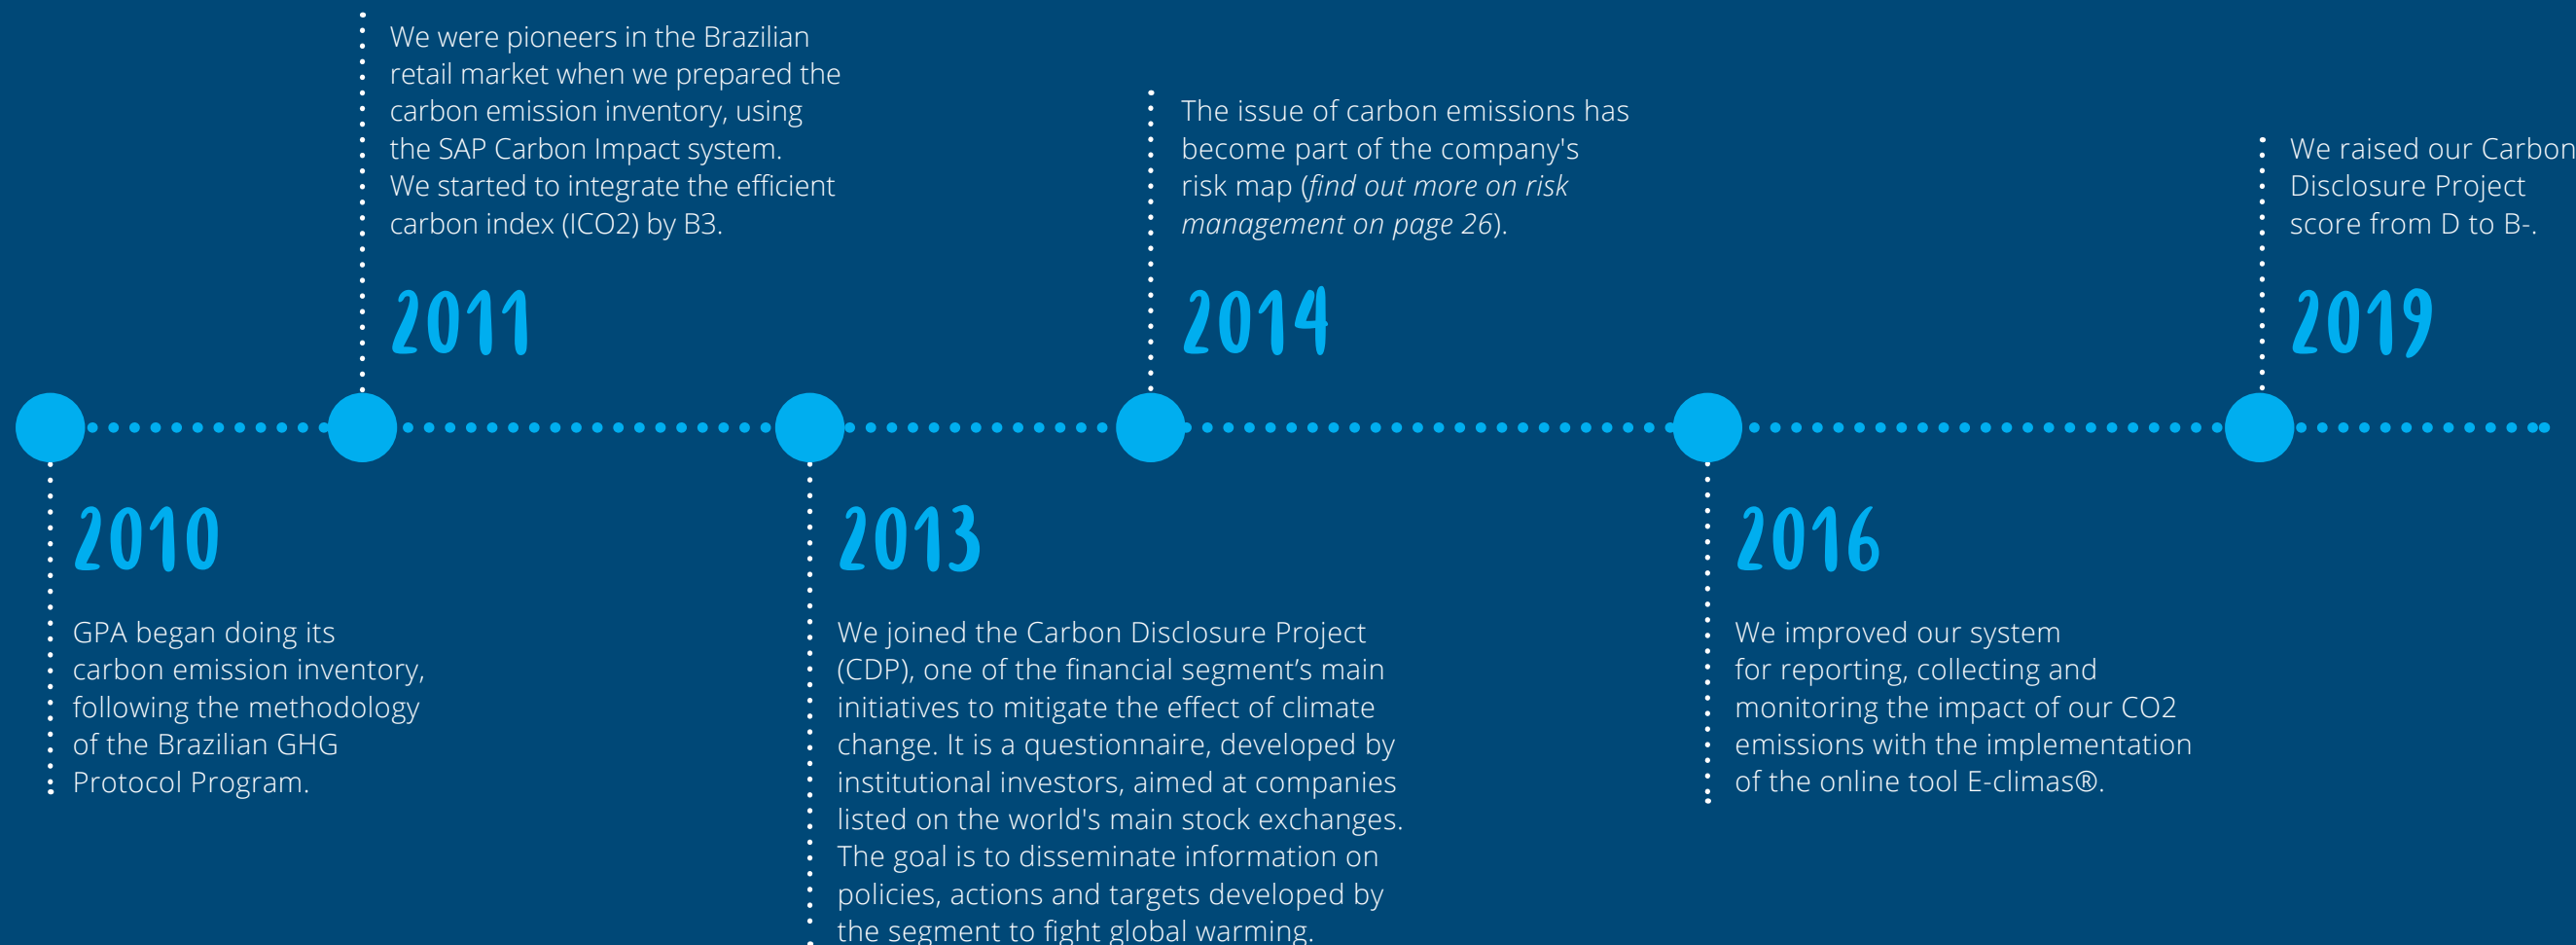 We were pioneers in the Brazilian
retail market when we prepared the
carbon emission inventory, using
the SAP Carbon Impact system.
We started to integrate the efficient
carbon index (ICO2) by B3.
2011
The issue of carbon emissions has
become part of the company's
risk map (find out more on risk
management on page 26).
2014
We raised our Carbon
Disclosure Project
score from D to B-.
2019
2010
GPA began doing its
carbon emission inventory,
following the methodology
of the Brazilian GHG
Protocol Program.
2013
We joined the Carbon Disclosure Project
(CDP), one of the financial segment’s main
initiatives to mitigate the effect of climate
change. It is a questionnaire, developed by
institutional investors, aimed at companies
listed on the world's main stock exchanges.
The goal is to disseminate information on
policies, actions and targets developed by
the segment to fight global warming.
2016
We improved our system
for reporting, collecting and
monitoring the impact of our CO2
emissions with the implementation
of the online tool E-climas®.